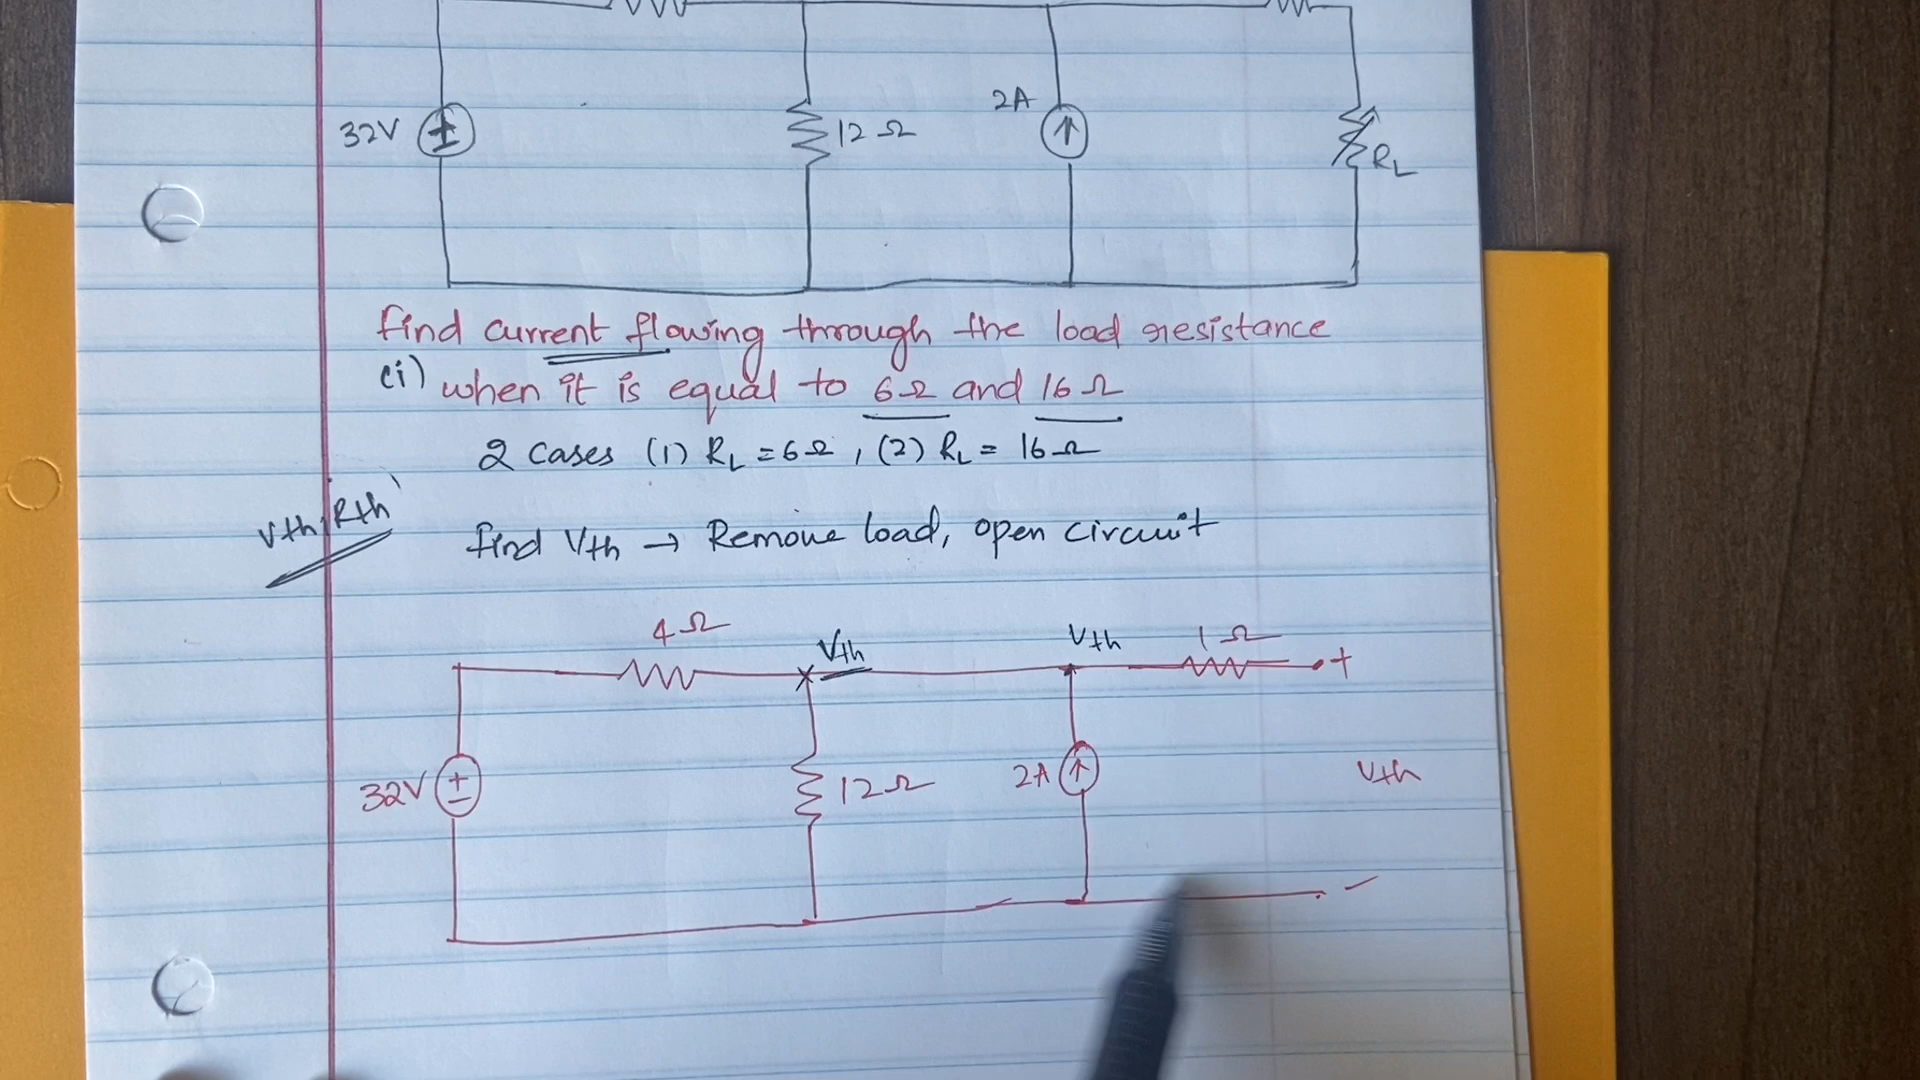 2A
32V
12 Ω
RL
find current flowing through the load resistance
(i) when it is equal to 6Ω and 16 Ω
2 cases (1) RL = 6Ω , (2) RL = 16 Ω
Vth, Rth
find Vth → Remove load, open circuit
4 Ω
Vth
Vth
1 Ω
+
32V
12 Ω
2A
Vth
-